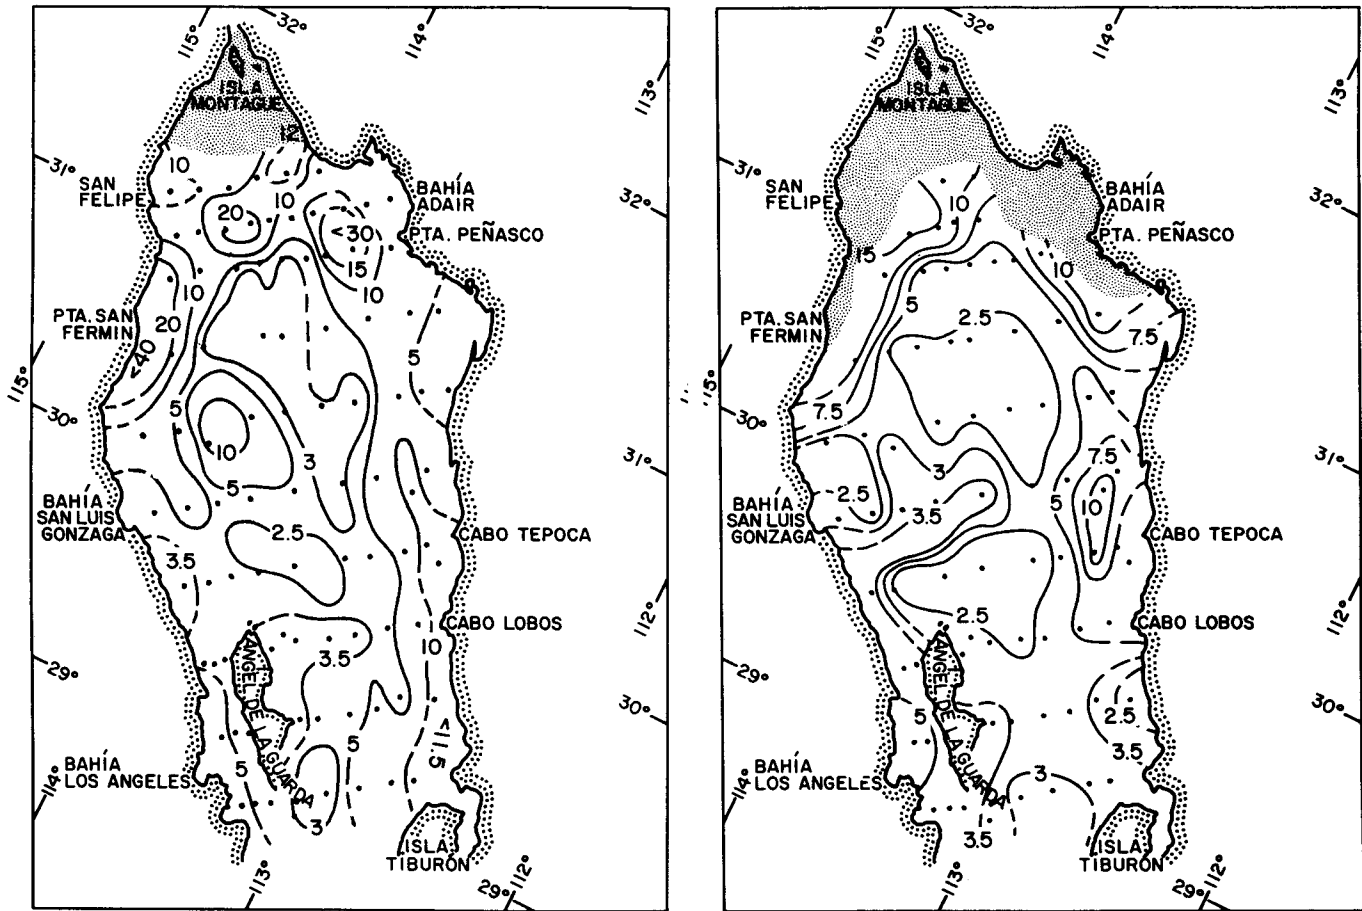 115°
32°
114°
113°
ISLA
MONTAGUE
12
31°
10
SAN
FELIPE
20
10
BAHÍA
ADAIR
32°
<30
PTA. PEÑASCO
15
10
10
PTA. SAN
FERMIN
20
<40
5
115°
30°
5
10
3
5
31°
BAHÍA
SAN LUIS
GONZAGA
2.5
CABO TEPOCA
3.5
112°
CABO LOBOS
10
3.5
29°
ANGEL DE LA GUARDA
30°
<11.5
5
BAHÍA
LOS ANGELES
5
114°
3
ISLA
TIBURÓN
113°
29°
112°
115°
32°
114°
113°
ISLA
MONTAGUE
31°
SAN
FELIPE
10
BAHÍA
ADAIR
32°
PTA. PEÑASCO
15
10
5
PTA. SAN
FERMIN
2.5
7.5
115°
30°
7.5
7.5
31°
3
BAHÍA
SAN LUIS
GONZAGA
2.5
3.5
5
10
CABO TEPOCA
2.5
CABO LOBOS
112°
29°
ANGEL DE LA GUARDA
30°
5
2.5
3.5
BAHÍA
LOS ANGELES
3
114°
3.5
ISLA
TIBURÓN
113°
29°
112°